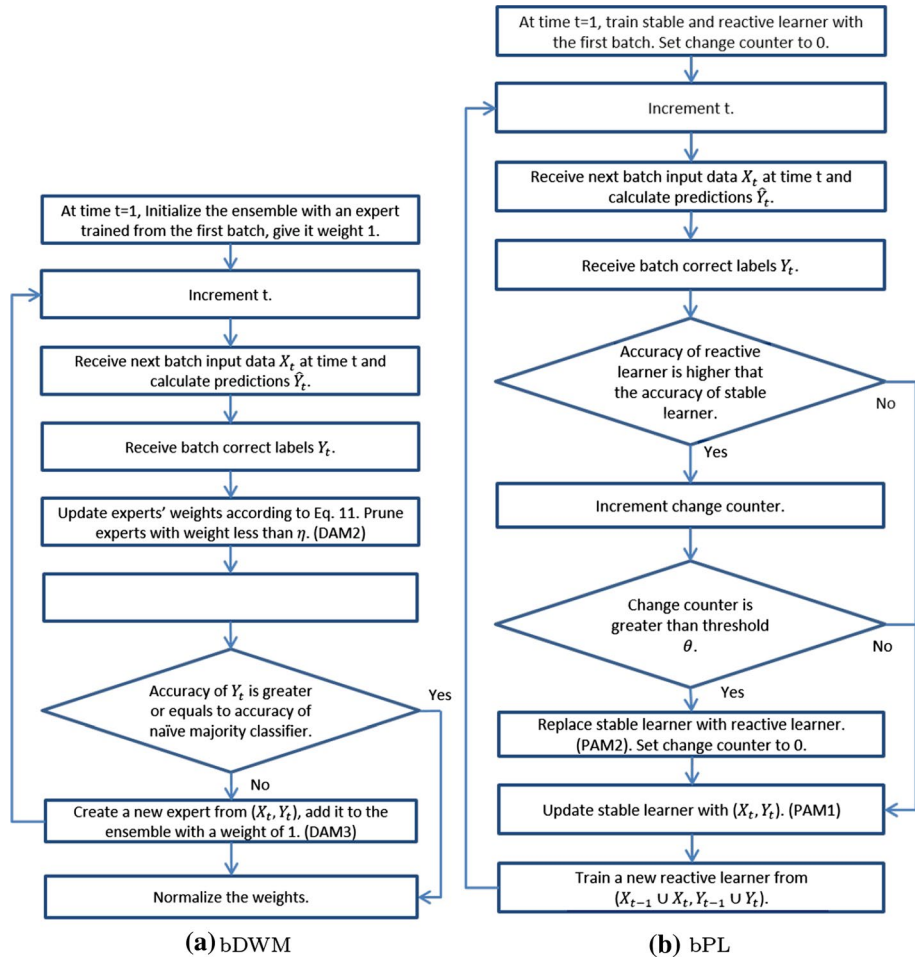 At time t=1, Initialize the ensemble with an expert
trained from the first batch, give it weight 1.
Increment t.
Receive next batch input data X_t at time t and
calculate predictions Ŷ_t.
Receive batch correct labels Y_t.
Update experts’ weights according to Eq. 11. Prune
experts with weight less than η. (DAM2)
Accuracy of Y_t is greater
or equals to accuracy of
naïve majority classifier.
Yes
No
Create a new expert from (X_t, Y_t), add it to the
ensemble with a weight of 1. (DAM3)
Normalize the weights.
(a) bDWM
At time t=1, train stable and reactive learner with
the first batch. Set change counter to 0.
Increment t.
Receive next batch input data X_t at time t and
calculate predictions Ŷ_t.
Receive batch correct labels Y_t.
Accuracy of reactive
learner is higher that
the accuracy of stable
learner.
No
Yes
Increment change counter.
Change counter is
greater than threshold
θ.
No
Yes
Replace stable learner with reactive learner.
(PAM2). Set change counter to 0.
Update stable learner with (X_t, Y_t). (PAM1)
Train a new reactive learner from
(X_{t−1} ∪ X_t, Y_{t−1} ∪ Y_t).
(b) bPL